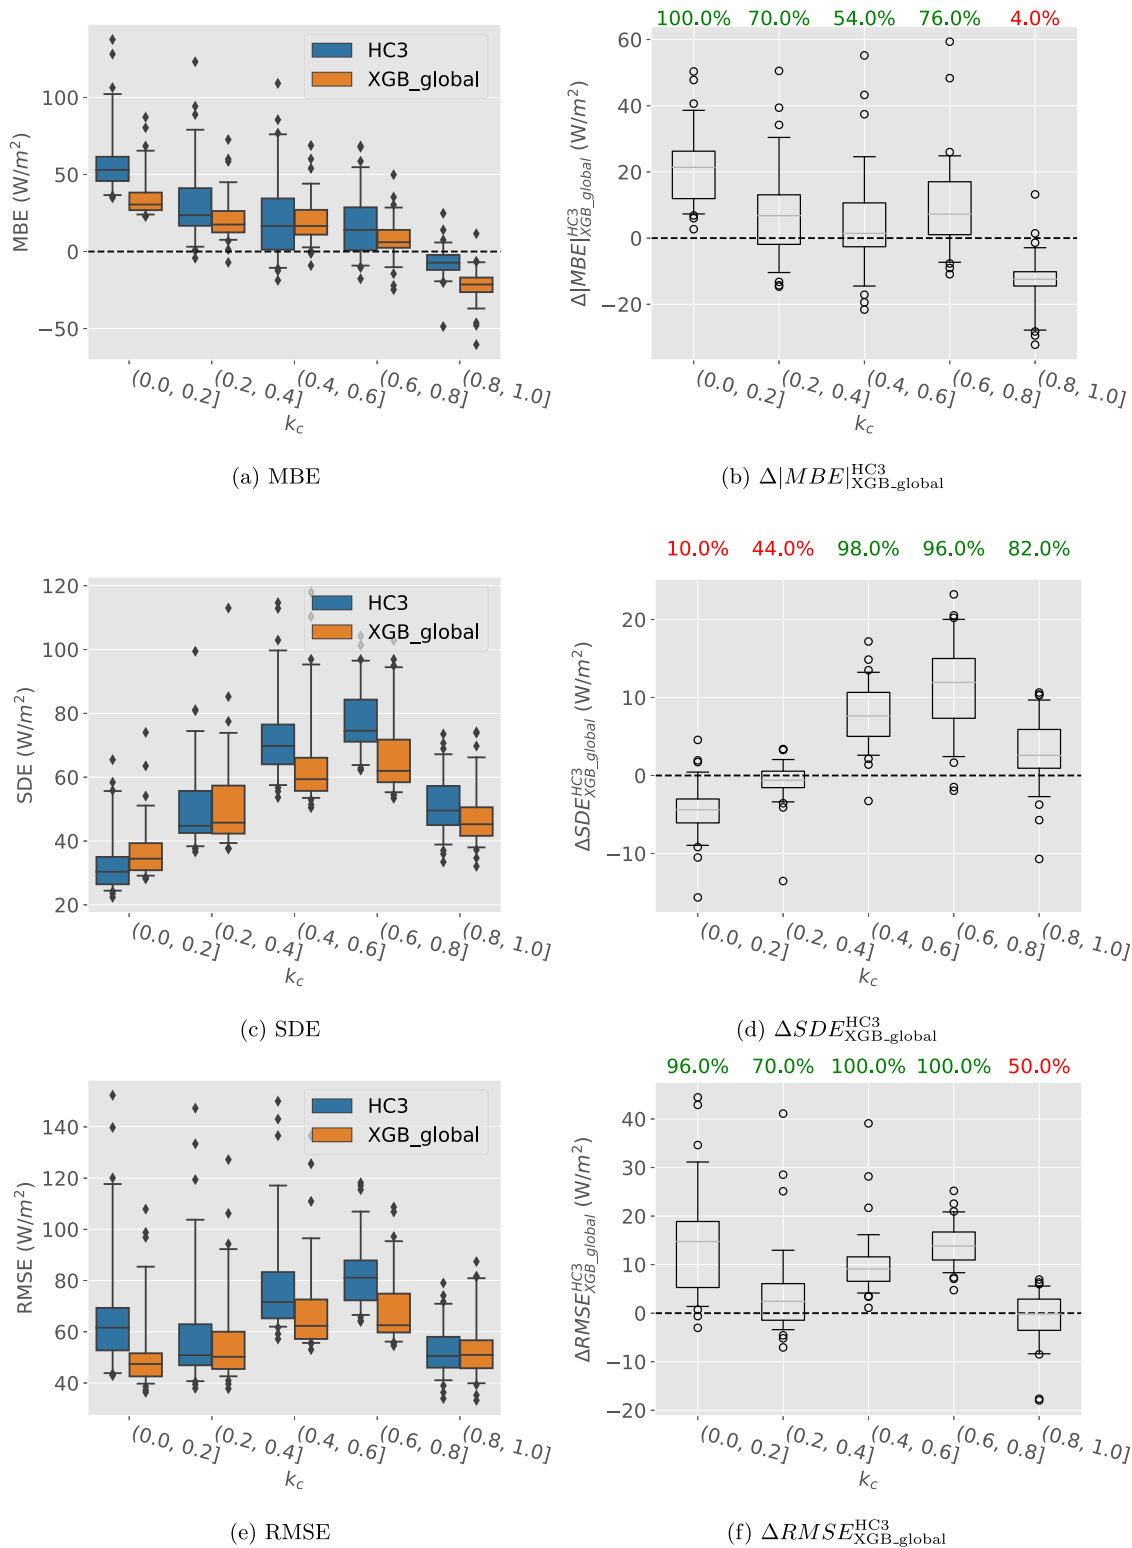 100.0% 70.0% 54.0% 76.0% 4.0%
HC3
XGB_global
MBE (W/m²)
100
50
0
−50
(0.0, 0.2]
(0.2, 0.4]
(0.4, 0.6]
(0.6, 0.8]
(0.8, 1.0]
k_c
Δ|MBE|^{HC3}_{XGB_global} (W/m²)
60
40
20
0
−20
(0.0, 0.2]
(0.2, 0.4]
(0.4, 0.6]
(0.6, 0.8]
(0.8, 1.0]
k_c
(a) MBE
(b) Δ|MBE|^{HC3}_{XGB_global}
10.0% 44.0% 98.0% 96.0% 82.0%
HC3
XGB_global
SDE (W/m²)
120
100
80
60
40
20
(0.0, 0.2]
(0.2, 0.4]
(0.4, 0.6]
(0.6, 0.8]
(0.8, 1.0]
k_c
ΔSDE^{HC3}_{XGB_global} (W/m²)
20
10
0
−10
(0.0, 0.2]
(0.2, 0.4]
(0.4, 0.6]
(0.6, 0.8]
(0.8, 1.0]
k_c
(c) SDE
(d) ΔSDE^{HC3}_{XGB_global}
96.0% 70.0% 100.0% 100.0% 50.0%
HC3
XGB_global
RMSE (W/m²)
140
120
100
80
60
40
(0.0, 0.2]
(0.2, 0.4]
(0.4, 0.6]
(0.6, 0.8]
(0.8, 1.0]
k_c
ΔRMSE^{HC3}_{XGB_global} (W/m²)
40
30
20
10
0
−10
−20
(0.0, 0.2]
(0.2, 0.4]
(0.4, 0.6]
(0.6, 0.8]
(0.8, 1.0]
k_c
(e) RMSE
(f) ΔRMSE^{HC3}_{XGB_global}